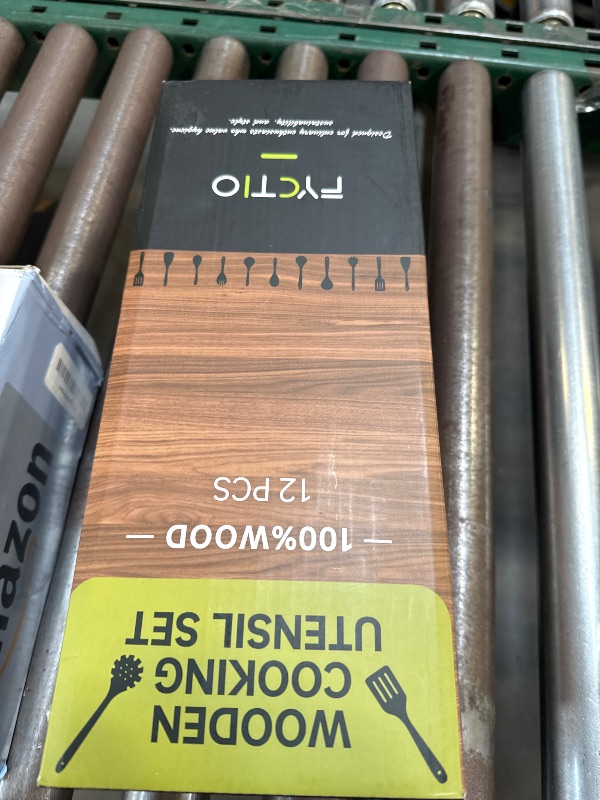 WOODEN
COOKING
UTENSIL SET
— 100%WOOD —
12 PCS
FYCTIO
Designed for culinary enthusiasts who value hygiene,
sustainability, and style.
azon